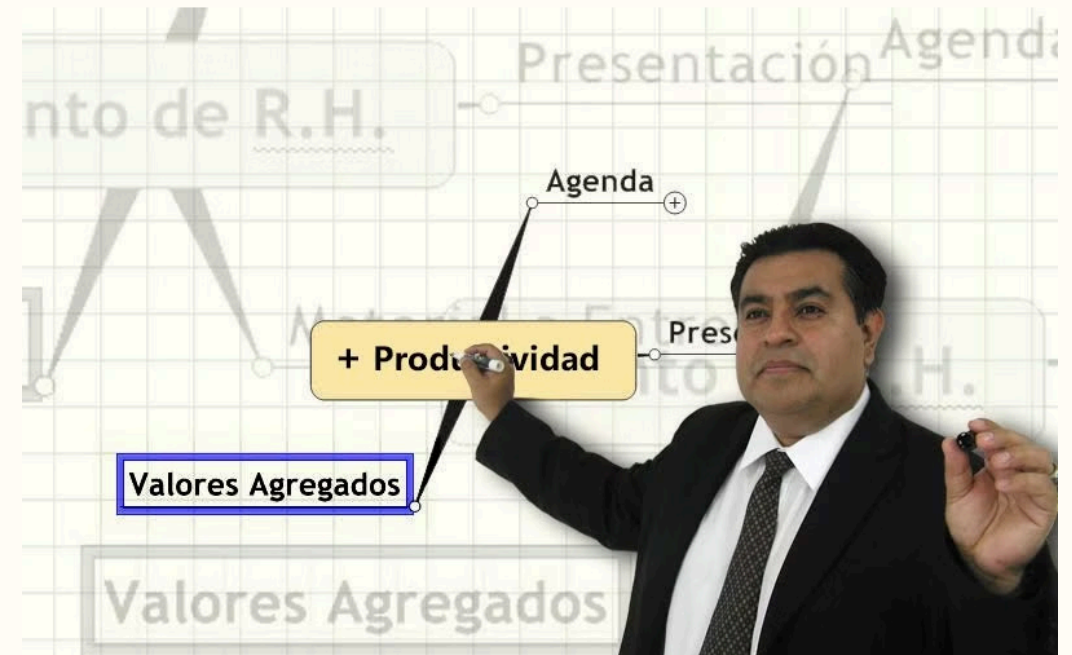 Presentación
Agenda
nto de R.H.
Agenda
+ Produ ividad
Pres
Valores Agregados
Valores Agregados